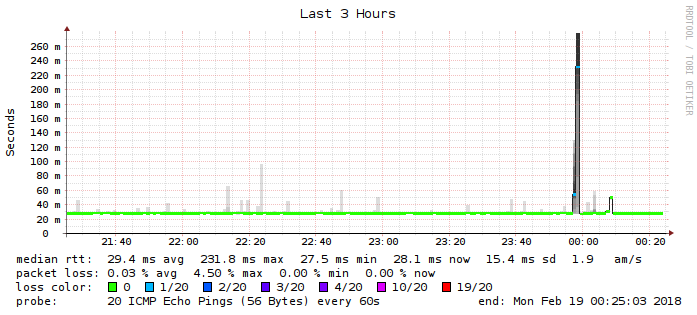 Last 3 Hours
RRDTOOL / TOBI OETIKER
Seconds
260 m
240 m
220 m
200 m
180 m
160 m
140 m
120 m
100 m
80 m
60 m
40 m
20 m
0
21:40 22:00 22:20 22:40 23:00 23:20 23:40 00:00 00:20
median rtt: 29.4 ms avg 231.8 ms max 27.5 ms min 28.1 ms now 15.4 ms sd 1.9 am/s
packet loss: 0.03 % avg 4.50 % max 0.00 % min 0.00 % now
loss color: 0 1/20 2/20 3/20 4/20 10/20 19/20
probe: 20 ICMP Echo Pings (56 Bytes) every 60s end: Mon Feb 19 00:25:03 2018